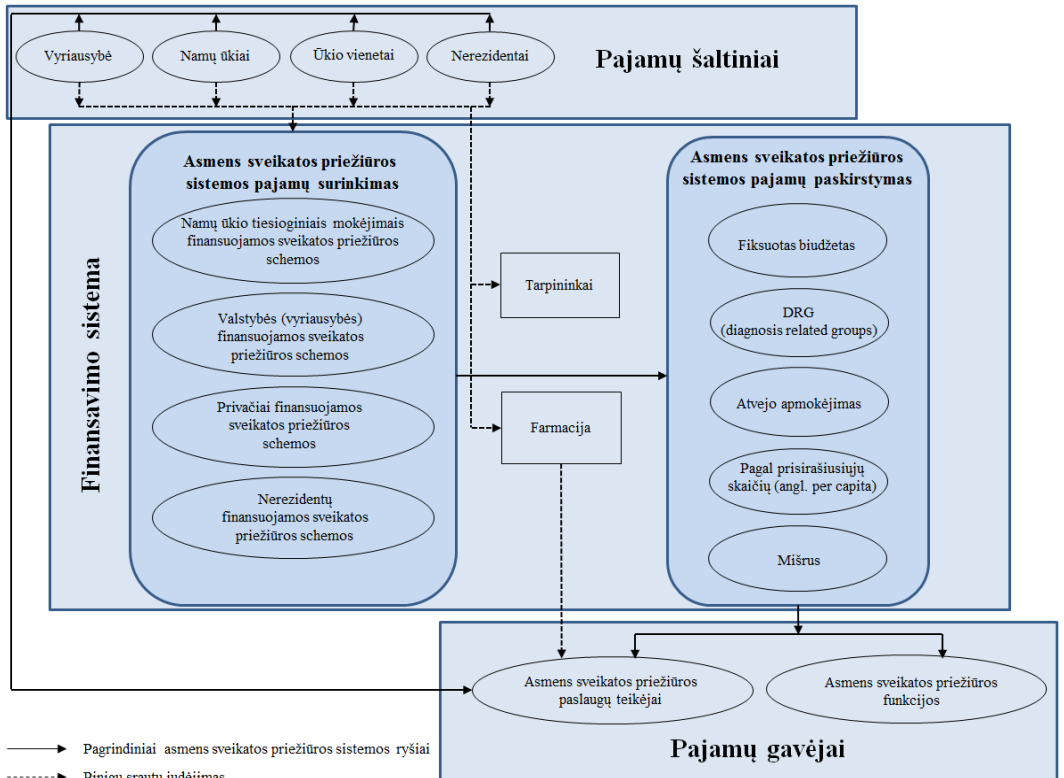 Vyriausybė
Namų ūkiai
Ūkio vienetai
Nerezidentai
Pajamų šaltiniai
Finansavimo sistema
Asmens sveikatos priežiūros
sistemos pajamų surinkimas
Namų ūkio tiesioginiais mokėjimais
finansuojamos sveikatos priežiūros
schemos
Valstybės (vyriausybės)
finansuojamos sveikatos
priežiūros schemos
Privačiai finansuojamos
sveikatos priežiūros
schemos
Nerezidentų
finansuojamos sveikatos
priežiūros schemos
Tarpininkai
Farmacija
Asmens sveikatos priežiūros
sistemos pajamų paskirstymas
Fiksuotas biudžetas
DRG
(diagnosis related groups)
Atvejo apmokėjimas
Pagal prisirašiusiųjų
skaičių (angl. per capita)
Mišrus
Asmens sveikatos priežiūros
paslaugų teikėjai
Asmens sveikatos priežiūros
funkcijos
Pajamų gavėjai
Pagrindiniai asmens sveikatos priežiūros sistemos ryšiai
Pinigų srautų judėjimas